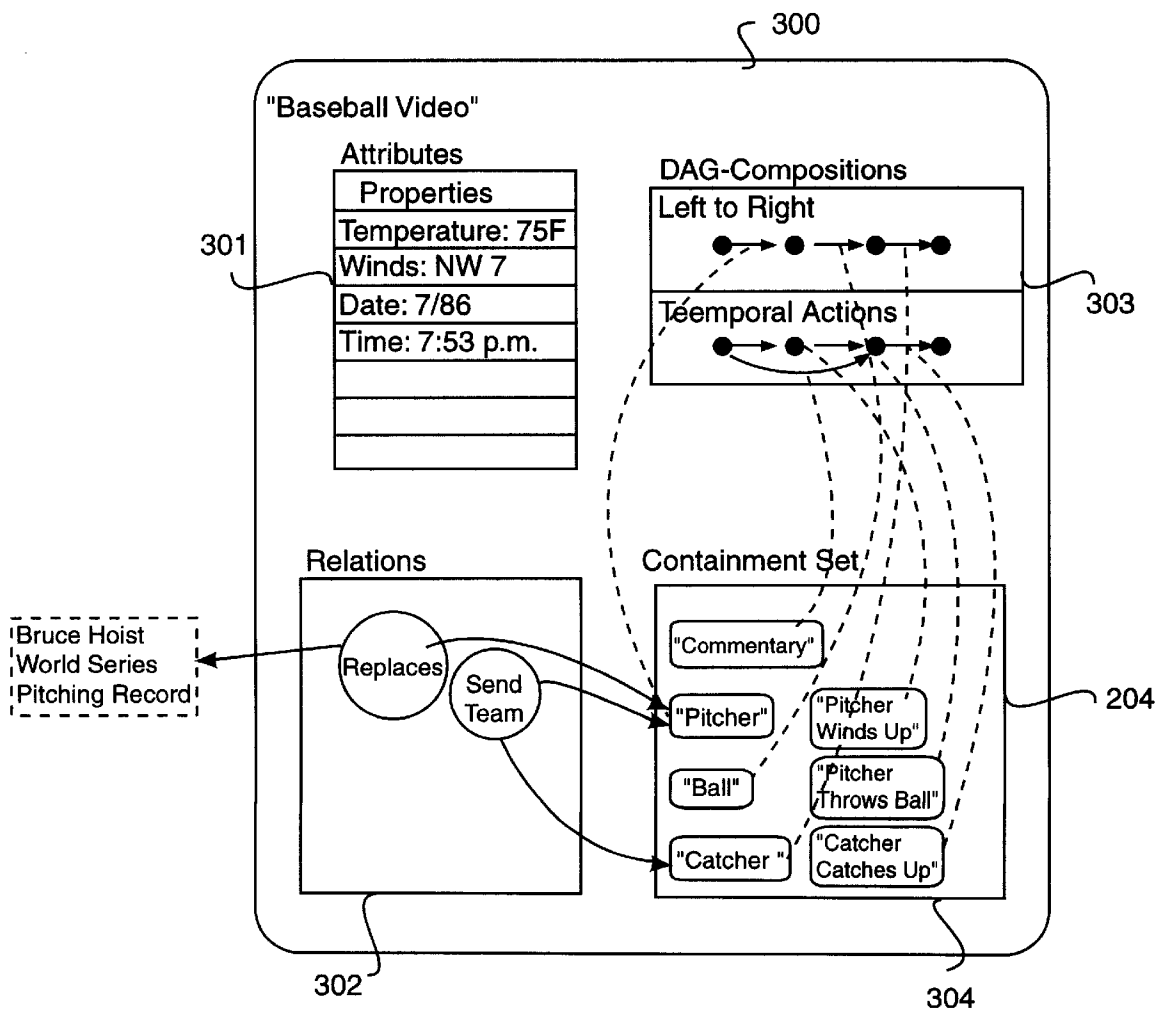 300
"Baseball Video"
Attributes
Properties
Temperature: 75F
Winds: NW 7
Date: 7/86
Time: 7:53 p.m.
301
DAG-Compositions
Left to Right
Teemporal Actions
303
Relations
Replaces
Send
Team
Bruce Hoist
World Series
Pitching Record
302
Containment Set
"Commentary"
"Pitcher"
"Pitcher
Winds Up"
"Ball"
"Pitcher
Throws Ball"
"Catcher "
"Catcher
Catches Up"
204
304